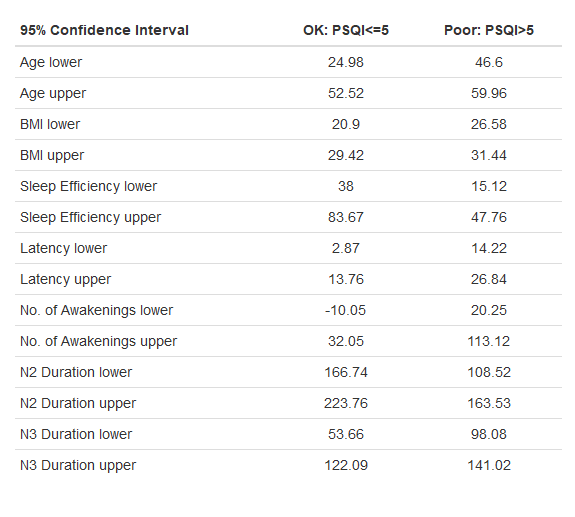 95% Confidence Interval OK: PSQI<=5 Poor: PSQI>5
Age lower 24.98 46.6
Age upper 52.52 59.96
BMI lower 20.9 26.58
BMI upper 29.42 31.44
Sleep Efficiency lower 38 15.12
Sleep Efficiency upper 83.67 47.76
Latency lower 2.87 14.22
Latency upper 13.76 26.84
No. of Awakenings lower -10.05 20.25
No. of Awakenings upper 32.05 113.12
N2 Duration lower 166.74 108.52
N2 Duration upper 223.76 163.53
N3 Duration lower 53.66 98.08
N3 Duration upper 122.09 141.02